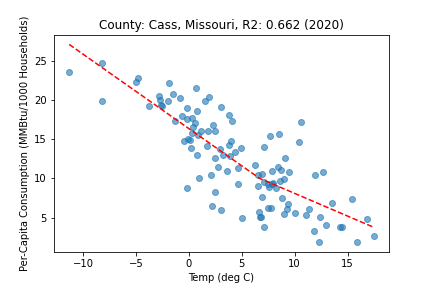 County: Cass, Missouri, R2: 0.662 (2020)
Per-Capita Consumption (MMBtu/1000 Households)
25
20
15
10
5
−10 −5 0 5 10 15
Temp (deg C)